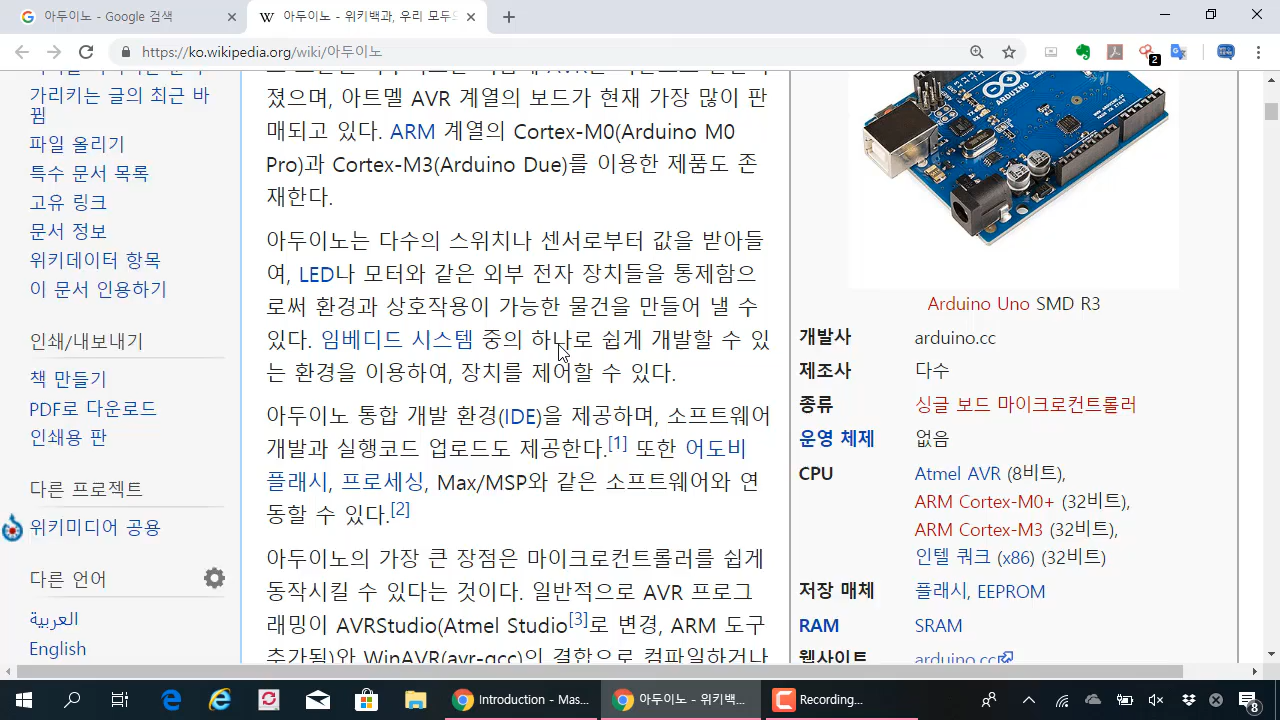 아두이노 - Google 검색
아두이노 - 위키백과, 우리 모두의
https://ko.wikipedia.org/wiki/아두이노
2
가리키는 글의 최근 바
뀜
파일 올리기
특수 문서 목록
고유 링크
문서 정보
위키데이터 항목
이 문서 인용하기
인쇄/내보내기
책 만들기
PDF로 다운로드
인쇄용 판
다른 프로젝트
위키미디어 공용
다른 언어
العربية
English
졌으며, 아트멜 AVR 계열의 보드가 현재 가장 많이 판
매되고 있다. ARM 계열의 Cortex-M0(Arduino M0
Pro)과 Cortex-M3(Arduino Due)를 이용한 제품도 존
재한다.
아두이노는 다수의 스위치나 센서로부터 값을 받아들
여, LED나 모터와 같은 외부 전자 장치들을 통제함으
로써 환경과 상호작용이 가능한 물건을 만들어 낼 수
있다. 임베디드 시스템 중의 하나로 쉽게 개발할 수 있
는 환경을 이용하여, 장치를 제어할 수 있다.
아두이노 통합 개발 환경(IDE)을 제공하며, 소프트웨어
개발과 실행코드 업로드도 제공한다.[1] 또한 어도비
플래시, 프로세싱, Max/MSP와 같은 소프트웨어와 연
동할 수 있다.[2]
아두이노의 가장 큰 장점은 마이크로컨트롤러를 쉽게
동작시킬 수 있다는 것이다. 일반적으로 AVR 프로그
래밍이 AVRStudio(Atmel Studio[3]로 변경, ARM 도구
추가됨)와 WinAVR(avr-gcc)의 결합으로 컴파일하거나
ARDUINO
Arduino Uno SMD R3
개발사 arduino.cc
제조사 다수
종류 싱글 보드 마이크로컨트롤러
운영 체제 없음
CPU Atmel AVR (8비트),
ARM Cortex-M0+ (32비트),
ARM Cortex-M3 (32비트),
인텔 쿼크 (x86) (32비트)
저장 매체 플래시, EEPROM
RAM SRAM
웹사이트 arduino.cc
Introduction - Mas...
아두이노 - 위키백...
Recording...
8